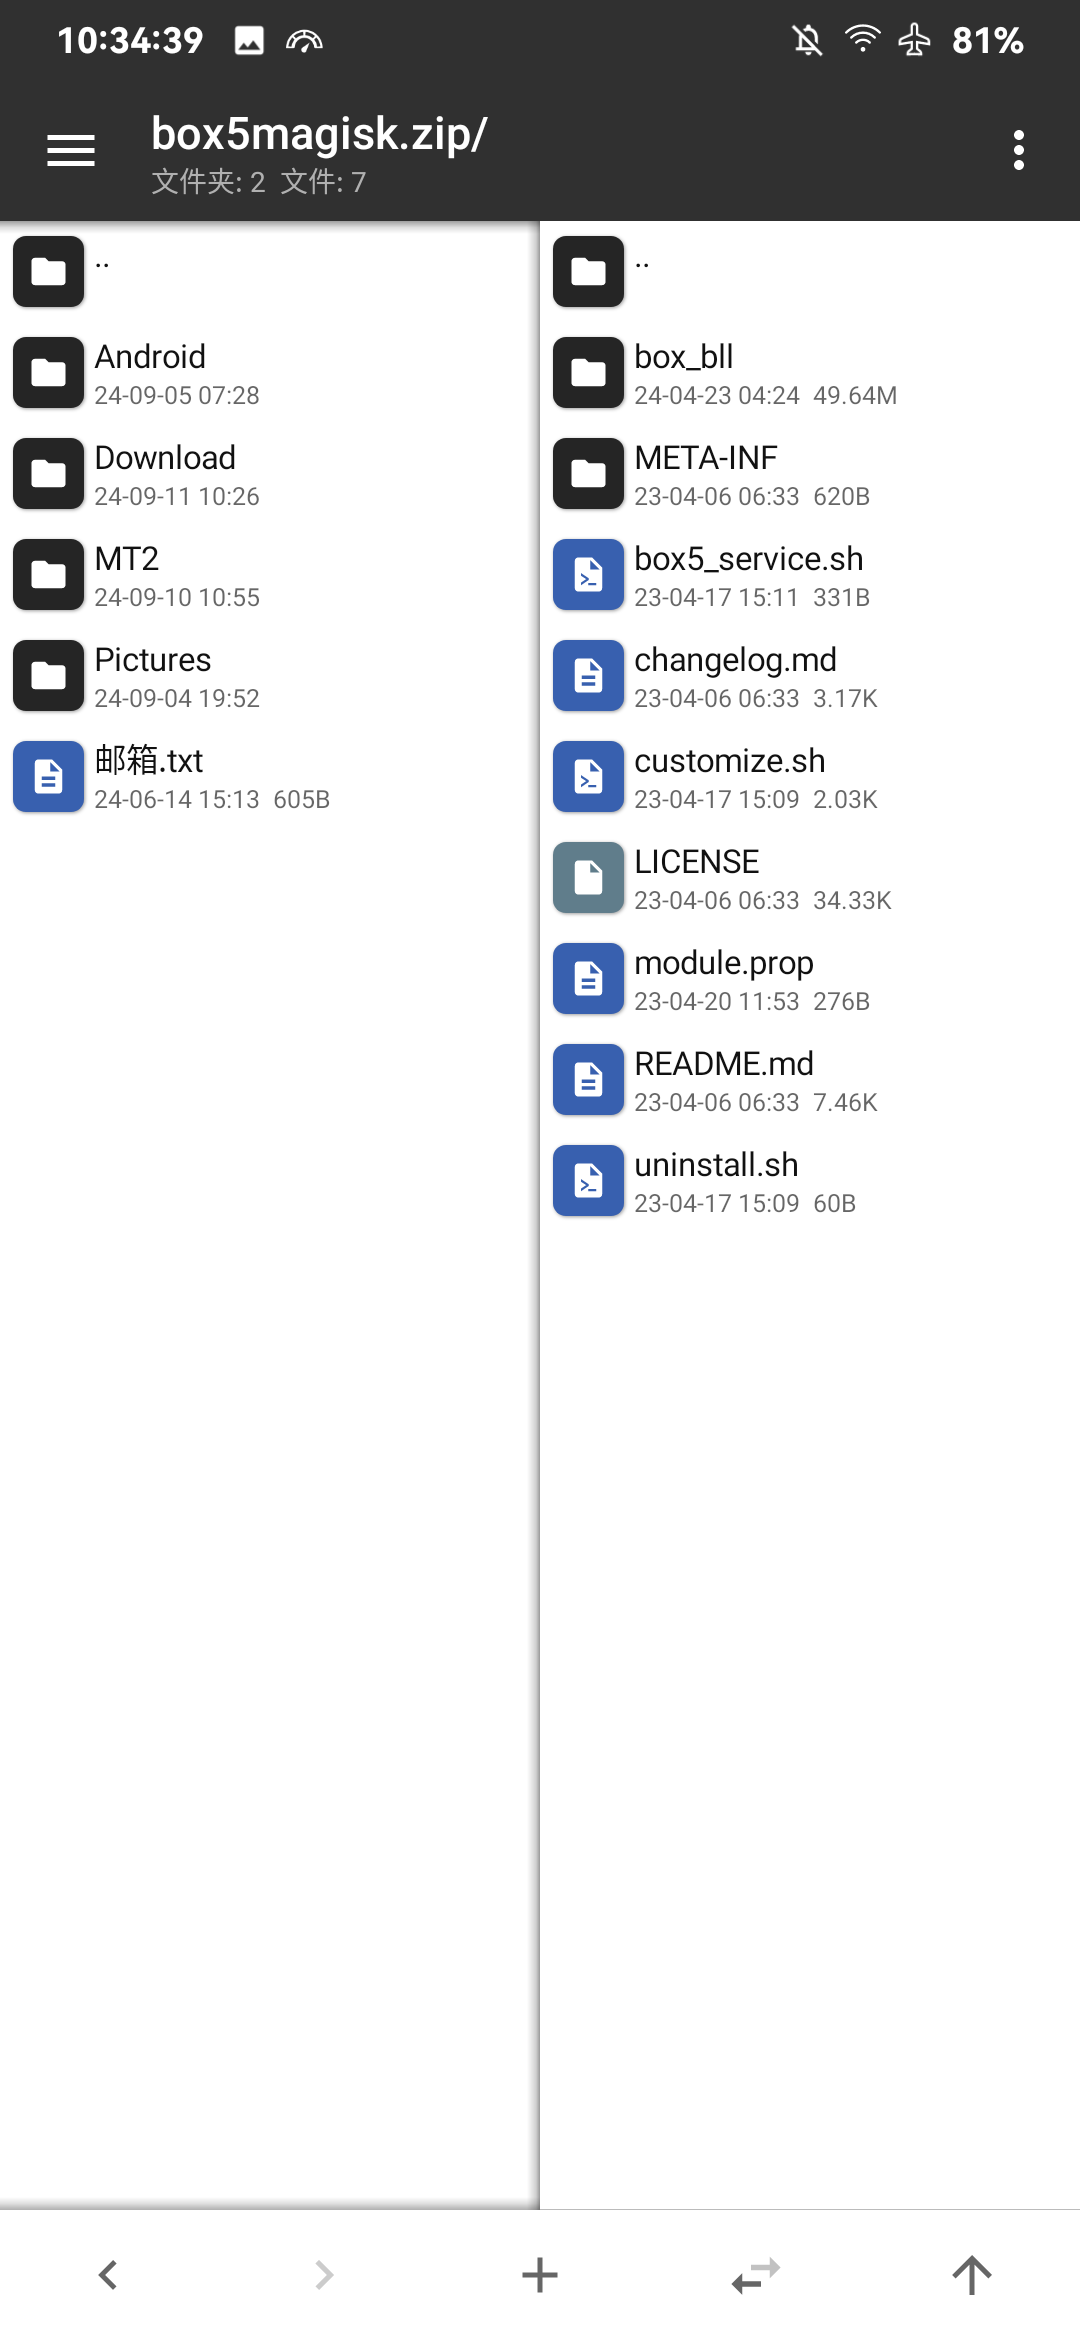 10:34:39
81%
box5magisk.zip/
文件夹: 2  文件: 7
..
Android
24-09-05 07:28
Download
24-09-11 10:26
MT2
24-09-10 10:55
Pictures
24-09-04 19:52
邮箱.txt
24-06-14 15:13  605B
..
box_bll
24-04-23 04:24  49.64M
META-INF
23-04-06 06:33  620B
box5_service.sh
23-04-17 15:11  331B
changelog.md
23-04-06 06:33  3.17K
customize.sh
23-04-17 15:09  2.03K
LICENSE
23-04-06 06:33  34.33K
module.prop
23-04-20 11:53  276B
README.md
23-04-06 06:33  7.46K
uninstall.sh
23-04-17 15:09  60B